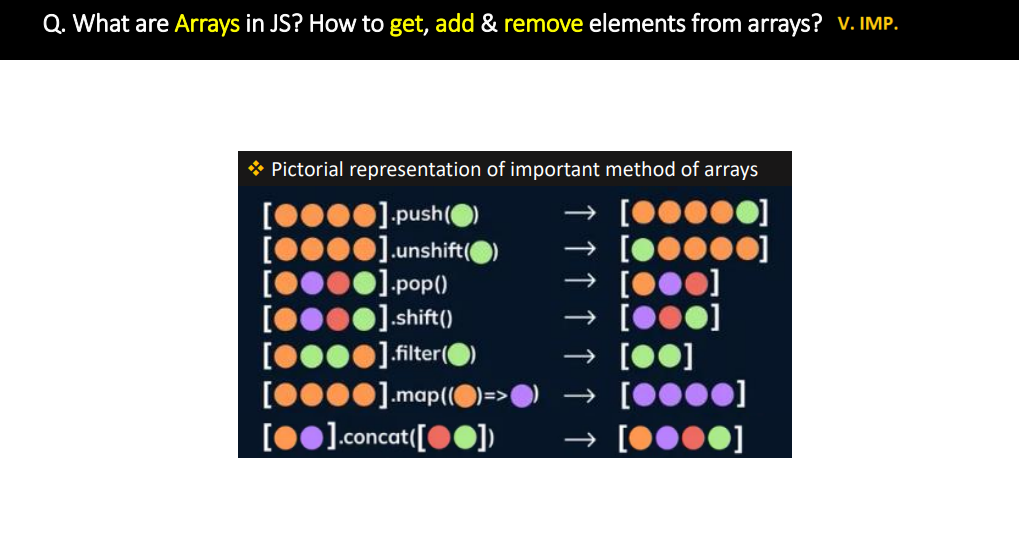 Q. What are Arrays in JS? How to get, add & remove elements from arrays? V. IMP.
❖ Pictorial representation of important method of arrays
[].push() → []
[].unshift() → []
[].pop() → []
[].shift() → []
[].filter() → []
[].map(()=>) → []
[].concat([]) → []